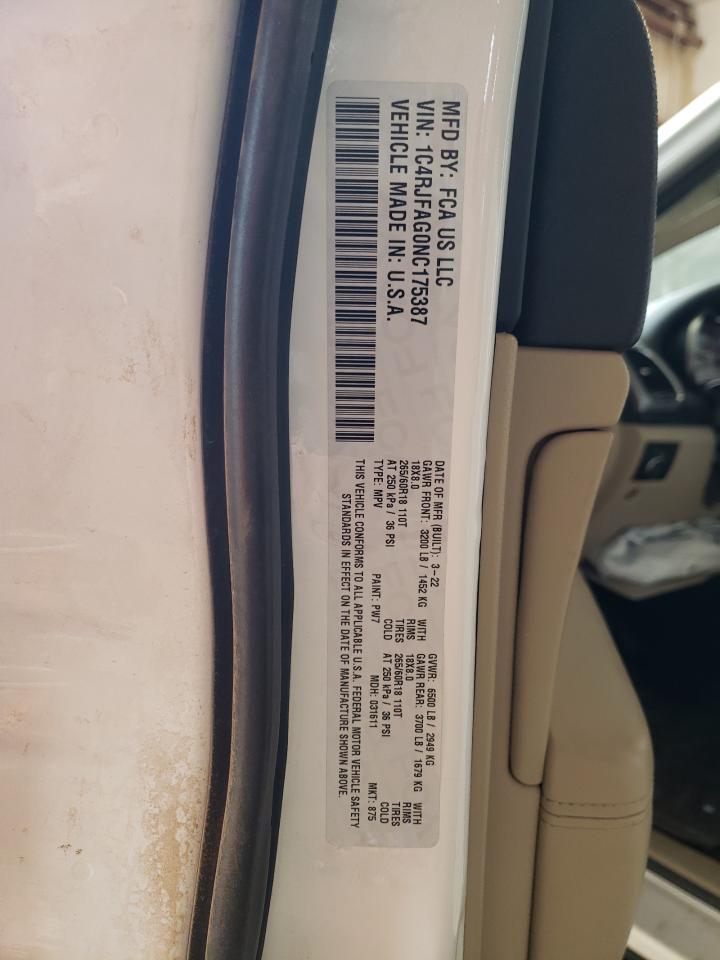 MFD BY: FCA US LLC
VIN: 1C4RJFAG0NC175387
VEHICLE MADE IN: U.S.A.
DATE OF MFR (BUILT): 3-22 GVWR: 6500 LB / 2949 KG
GAWR FRONT: 3200 LB / 1452 KG WITH GAWR REAR: 3700 LB / 1679 KG WITH
18X8.0 RIMS 18X8.0 RIMS
265/60R18 110T TIRES 265/60R18 110T TIRES
AT 250 kPa / 36 PSI COLD AT 250 kPa / 36 PSI COLD
TYPE: MPV PAINT: PW7 MDH: 031611 MKT: 875
THIS VEHICLE CONFORMS TO ALL APPLICABLE U.S.A. FEDERAL MOTOR VEHICLE SAFETY
STANDARDS IN EFFECT ON THE DATE OF MANUFACTURE SHOWN ABOVE.